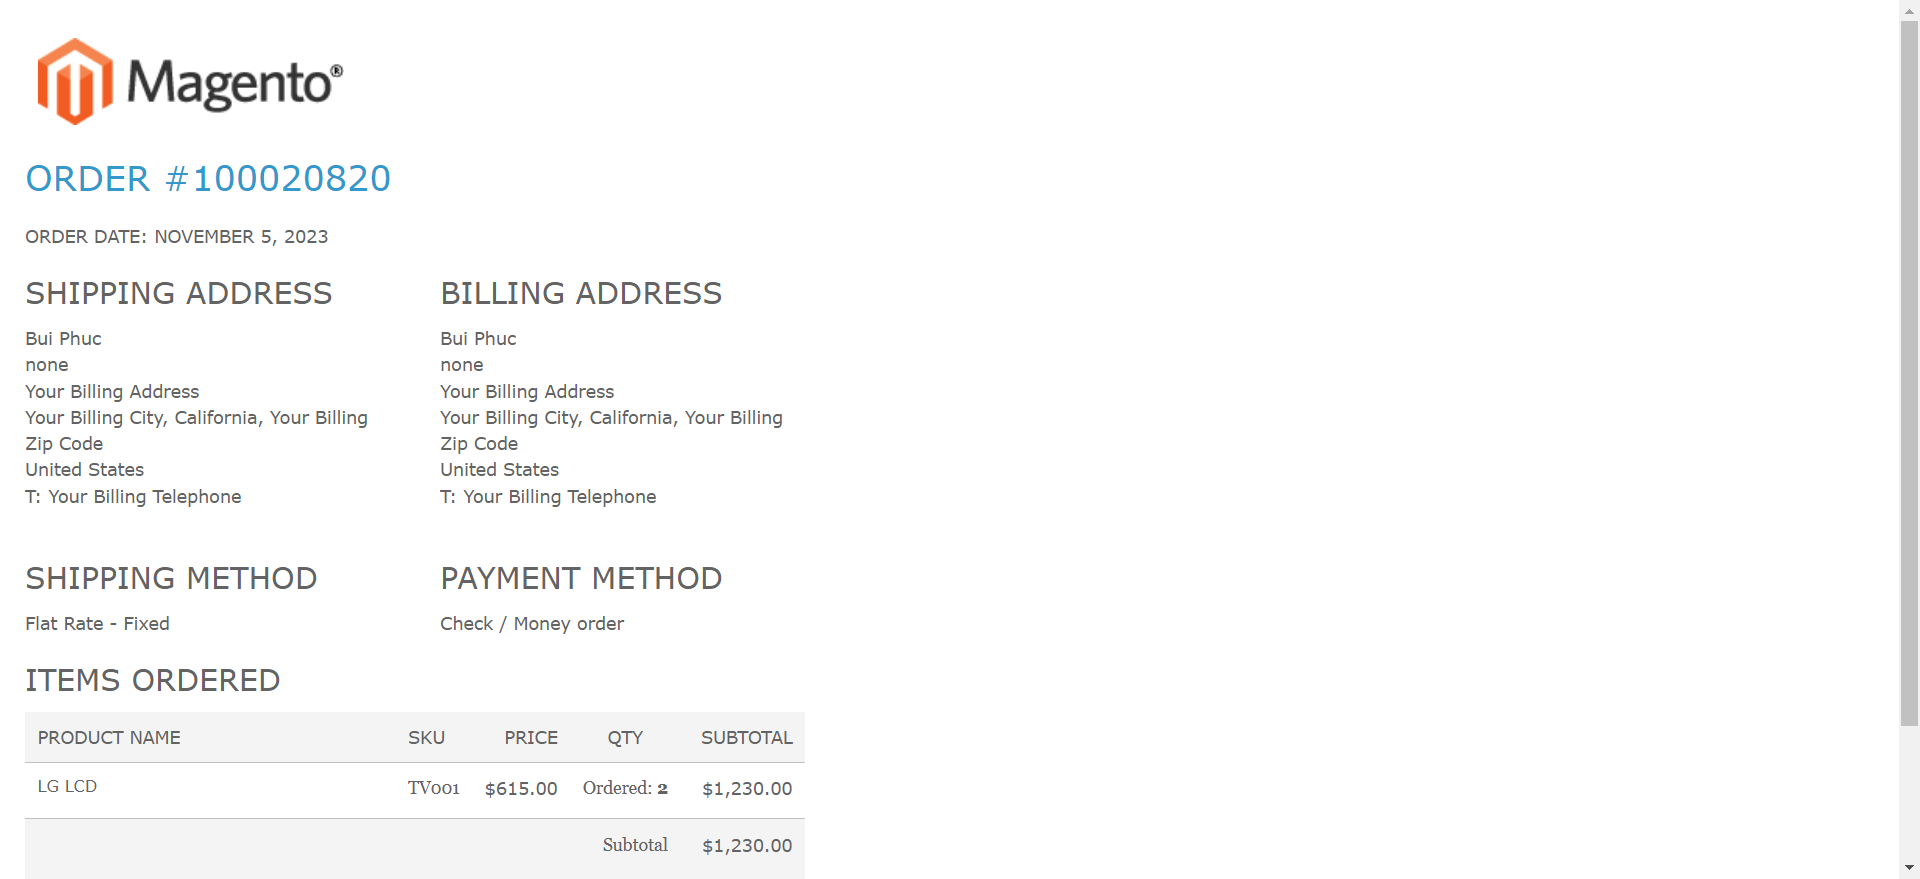 Magento®
ORDER #100020820
ORDER DATE: NOVEMBER 5, 2023
SHIPPING ADDRESS
Bui Phuc
none
Your Billing Address
Your Billing City, California, Your Billing
Zip Code
United States
T: Your Billing Telephone
BILLING ADDRESS
Bui Phuc
none
Your Billing Address
Your Billing City, California, Your Billing
Zip Code
United States
T: Your Billing Telephone
SHIPPING METHOD
Flat Rate - Fixed
PAYMENT METHOD
Check / Money order
ITEMS ORDERED
PRODUCT NAME SKU PRICE QTY SUBTOTAL
LG LCD TV001 $615.00 Ordered: 2 $1,230.00
Subtotal $1,230.00